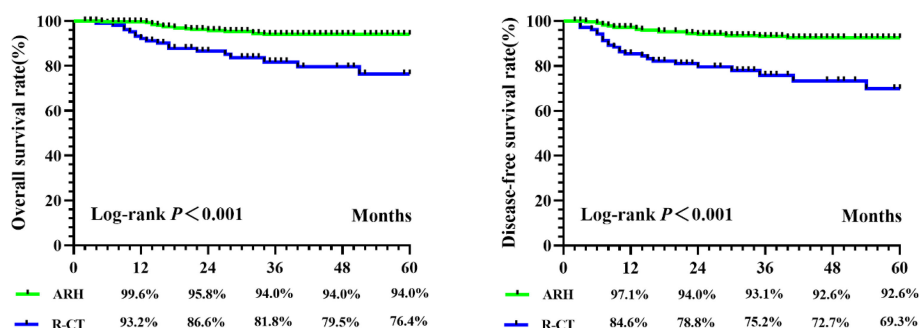 Overall survival rate(%)
100
80
60
40
20
0
Log-rank P<0.001
Months
0 12 24 36 48 60
ARH 99.6% 95.8% 94.0% 94.0% 94.0%
R-CT 93.2% 86.6% 81.8% 79.5% 76.4%
Disease-free survival rate(%)
100
80
60
40
20
0
Log-rank P<0.001
Months
0 12 24 36 48 60
ARH 97.1% 94.0% 93.1% 92.6% 92.6%
R-CT 84.6% 78.8% 75.2% 72.7% 69.3%